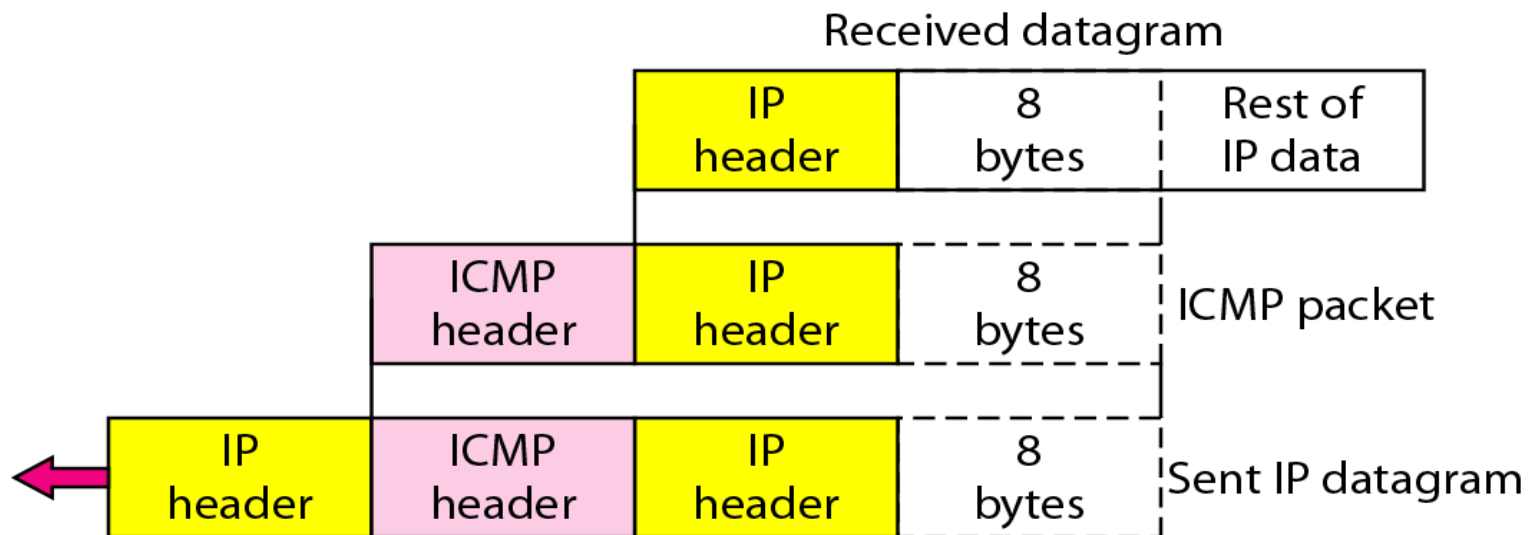 Received datagram
IP
header
8
bytes
Rest of
IP data
ICMP
header
IP
header
8
bytes
ICMP packet
IP
header
ICMP
header
IP
header
8
bytes
Sent IP datagram